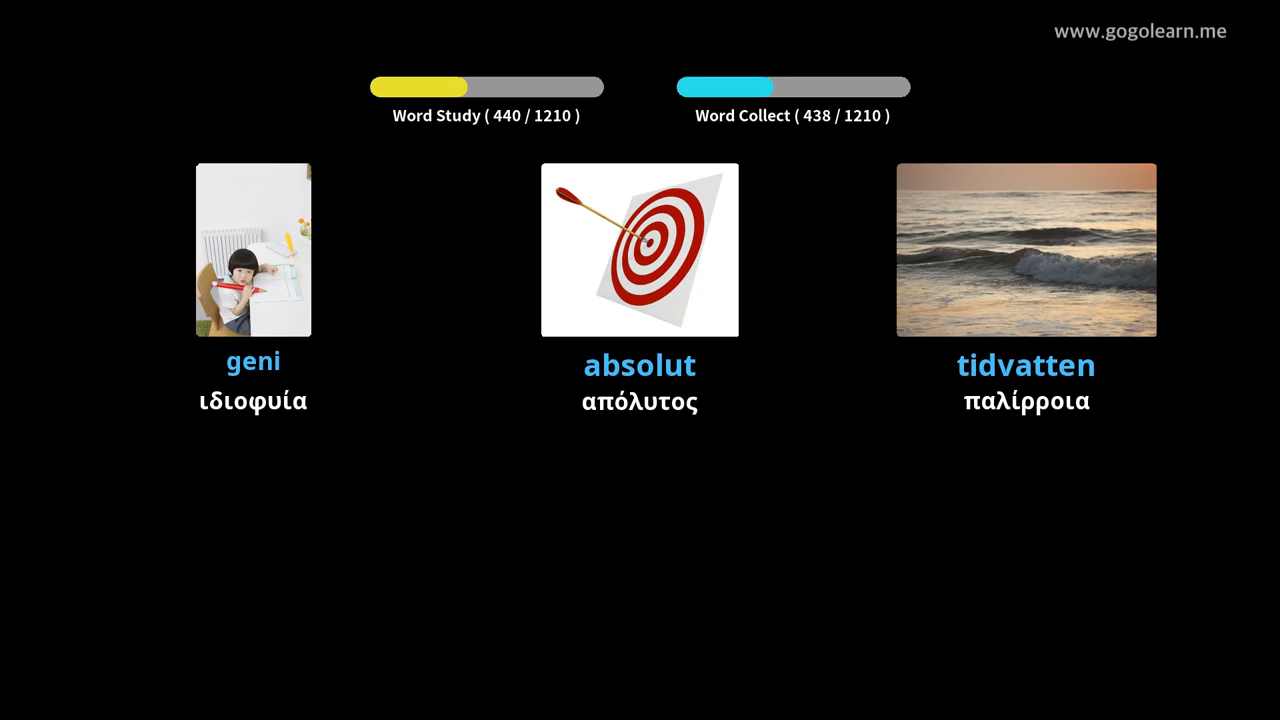 www.gogolearn.me
Word Study ( 440 / 1210 )
Word Collect ( 438 / 1210 )
geni
ιδιοφυία
absolut
απόλυτος
tidvatten
παλίρροια